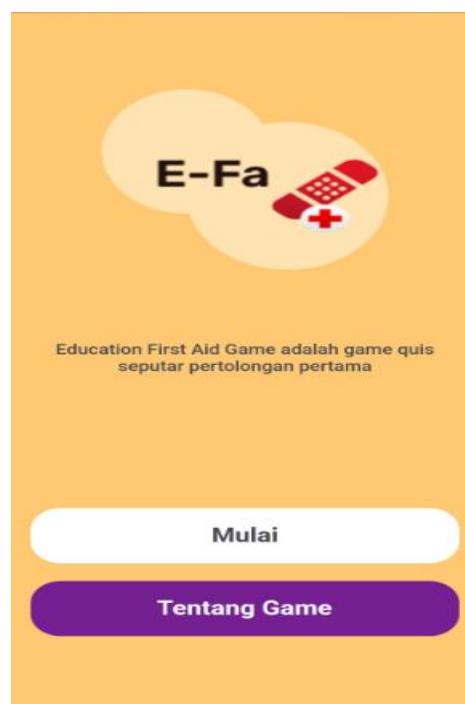 E-Fa
Education First Aid Game adalah game quis
seputar pertolongan pertama
Mulai
Tentang Game